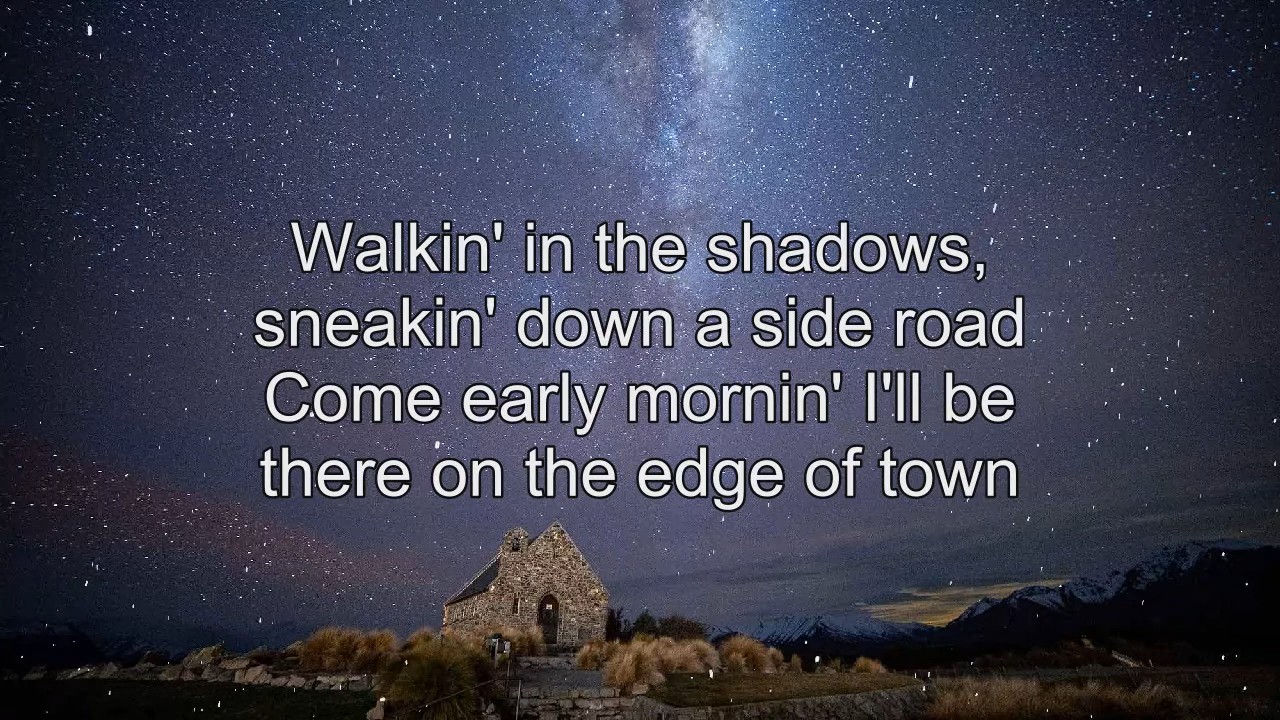 Walkin' in the shadows,
sneakin' down a side road
Come early mornin' I'll be
there on the edge of town